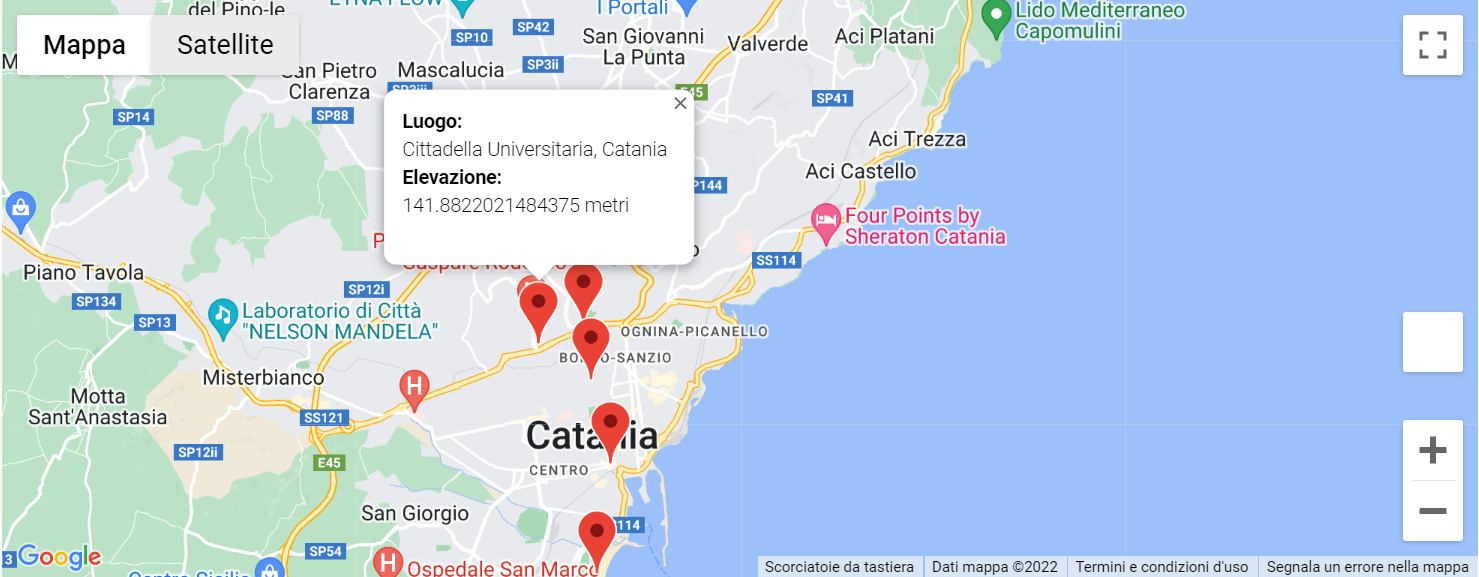 del Pino-le
ETNA FLOW
I Portali
Lido Mediterraneo
Capomulini
Mappa
Satellite
SP10
SP42
San Giovanni
La Punta
Valverde
Aci Platani
San Pietro
Clarenza
Mascalucia
SP3ii
SP3iii
E45
SP41
SP14
SP88
Luogo:
Cittadella Universitaria, Catania
Elevazione:
141.8822021484375 metri
Aci Trezza
Aci Castello
P144
Four Points by
Sheraton Catania
Piano Tavola
SS114
SP134
SP12i
SP13
Laboratorio di Città
"NELSON MANDELA"
OGNINA-PICANELLO
BORGO-SANZIO
Misterbianco
H
Motta
Sant'Anastasia
SS121
Catania
SP12ii
E45
CENTRO
San Giorgio
114
SP54
H
Ospedale San Marco
Centro Sicilia
3
Google
Scorciatoie da tastiera
Dati mappa ©2022
Termini e condizioni d'uso
Segnala un errore nella mappa